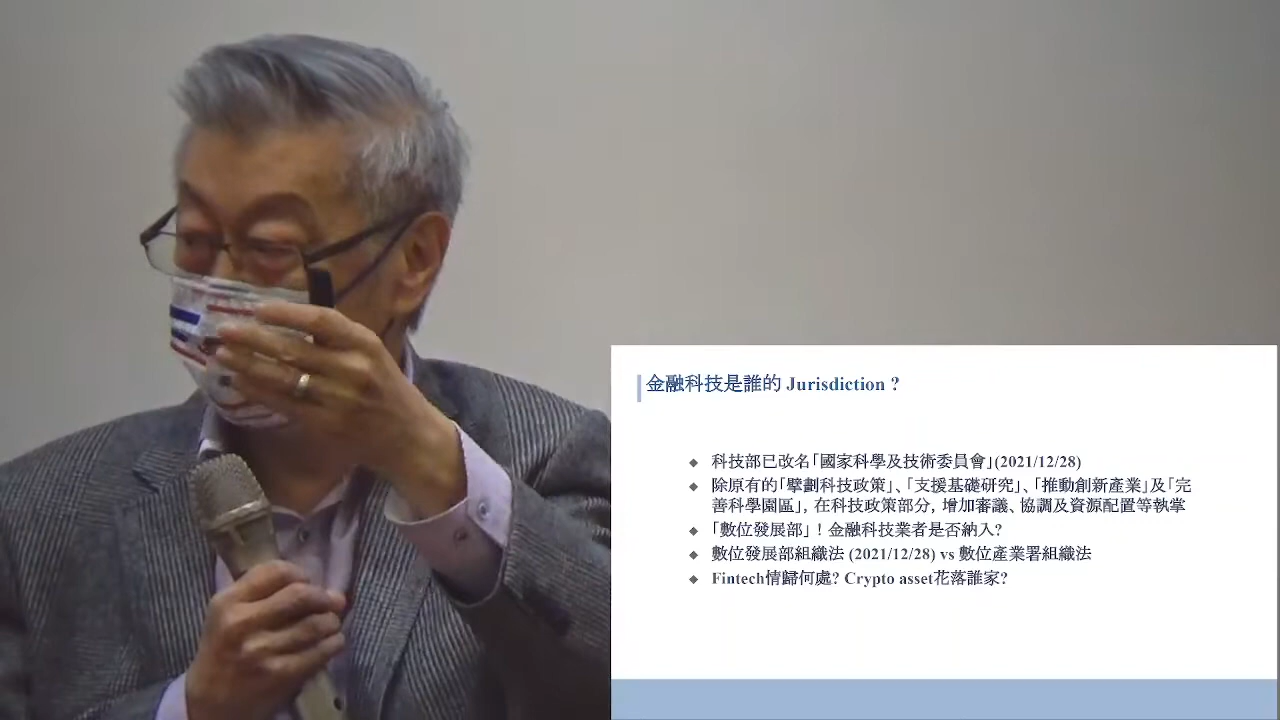 金融科技是誰的 Jurisdiction ?
◆ 科技部已改名「國家科學及技術委員會」(2021/12/28)
◆ 除原有的「擘劃科技政策」、「支援基礎研究」、「推動創新產業」及「完
善科學園區」, 在科技政策部分, 增加審議、協調及資源配置等執掌
◆ 「數位發展部」! 金融科技業者是否納入?
◆ 數位發展部組織法 (2021/12/28) vs 數位產業署組織法
◆ Fintech情歸何處? Crypto asset花落誰家?